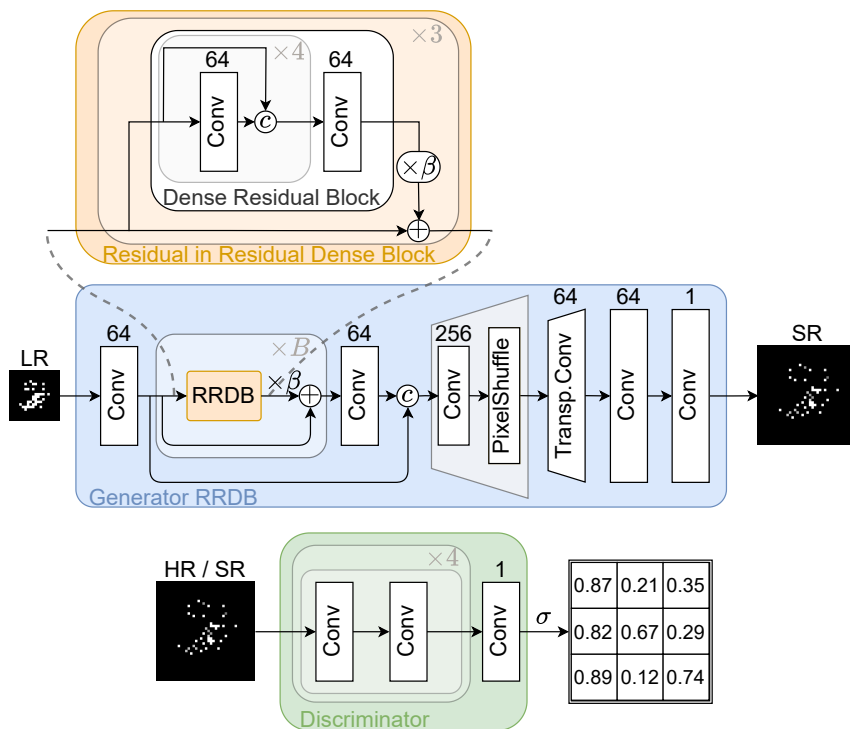 ×3
×4
64
64
Conv
c
Conv
×β
Dense Residual Block
+
Residual in Residual Dense Block
64
64
1
64
×B
64
256
SR
LR
Conv
RRDB
×β
+
Conv
c
Conv
PixelShuffle
Transp.Conv
Conv
Conv
Generator RRDB
×4
HR / SR
1
Conv
Conv
Conv
σ
0.87 0.21 0.35
0.82 0.67 0.29
0.89 0.12 0.74
Discriminator